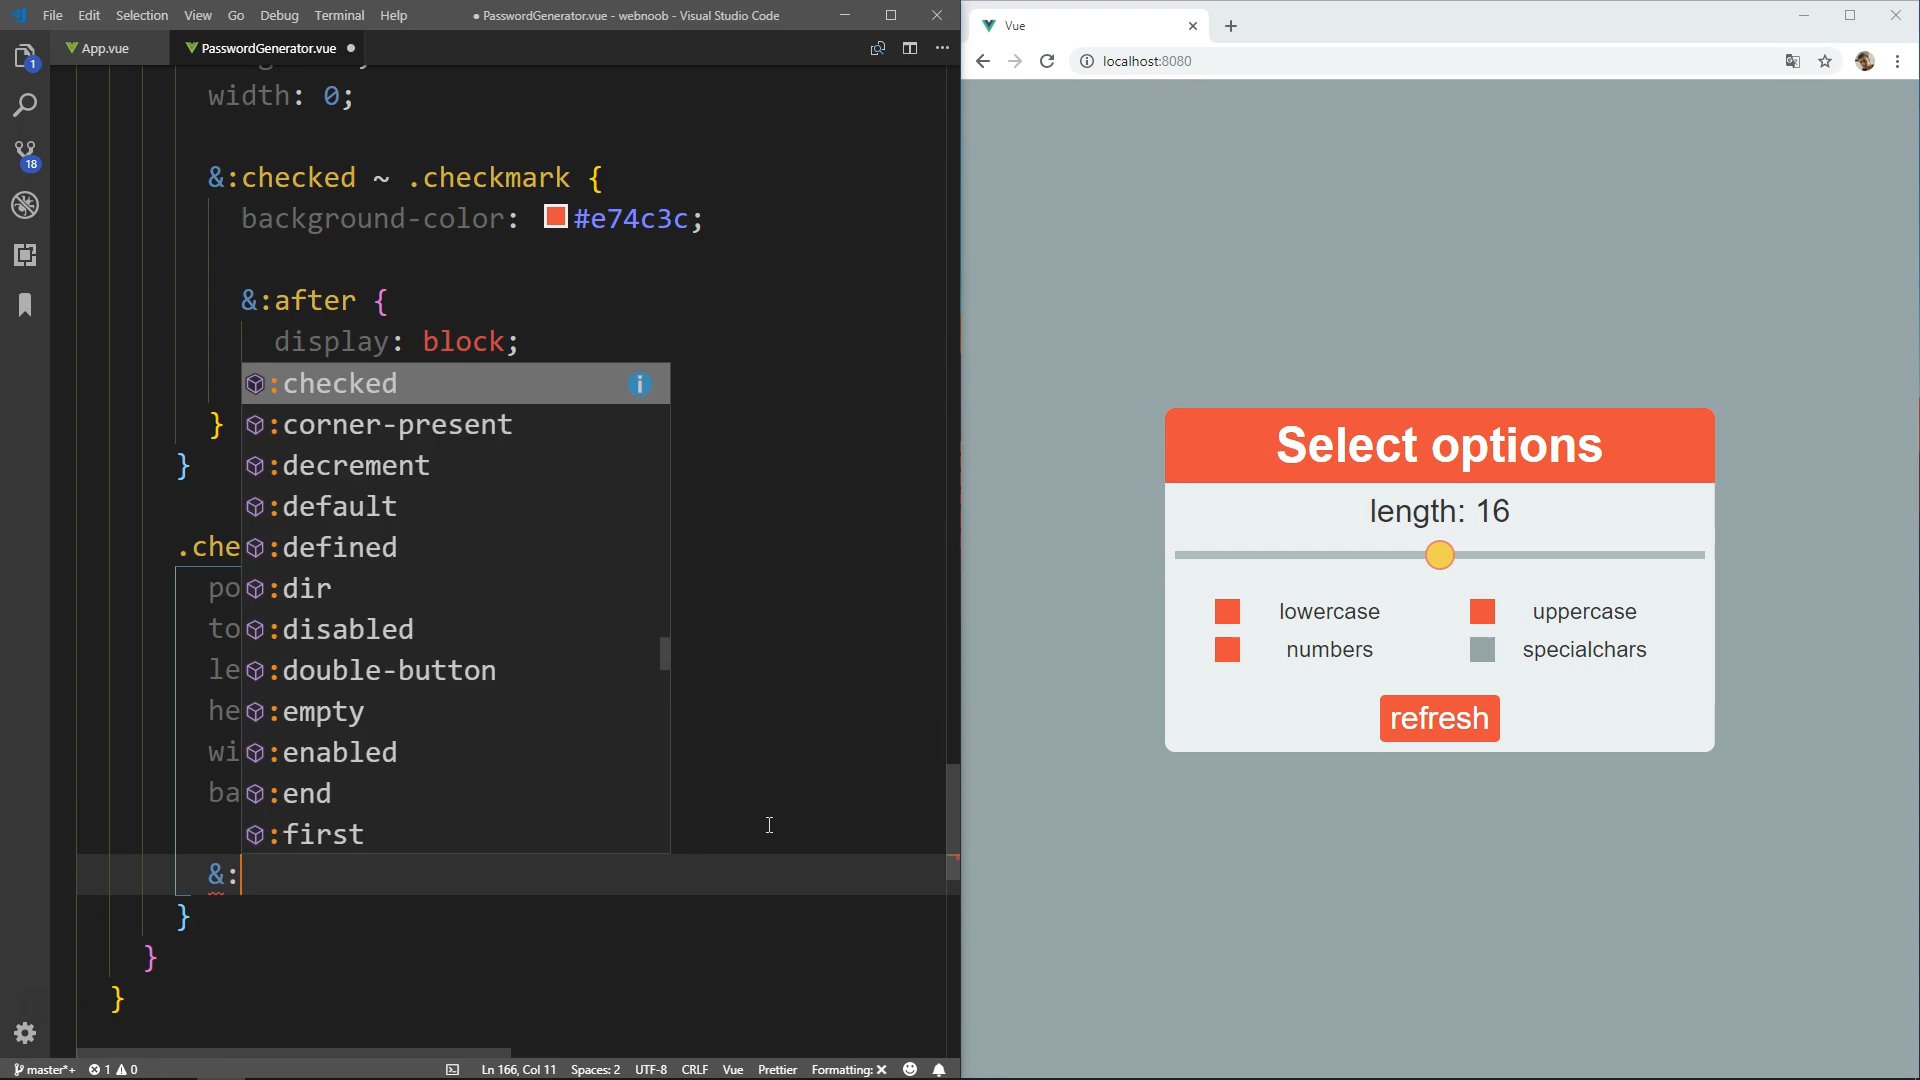 File Edit Selection View Go Debug Terminal Help ● PasswordGenerator.vue - webnoob - Visual Studio Code
App.vue PasswordGenerator.vue
width: 0;
&:checked ~ .checkmark {
background-color: #e74c3c;
&:after {
display: block;
:checked
} :corner-present
} :decrement
:default
.che :defined
po :dir
to :disabled
le :double-button
he :empty
wi :enabled
ba :end
:first
&:
}
}
}
1
18
master*+ 1 0 Ln 166, Col 11 Spaces: 2 UTF-8 CRLF Vue Prettier Formatting: ×
Vue
localhost:8080
Select options
length: 16
lowercase uppercase
numbers specialchars
refresh